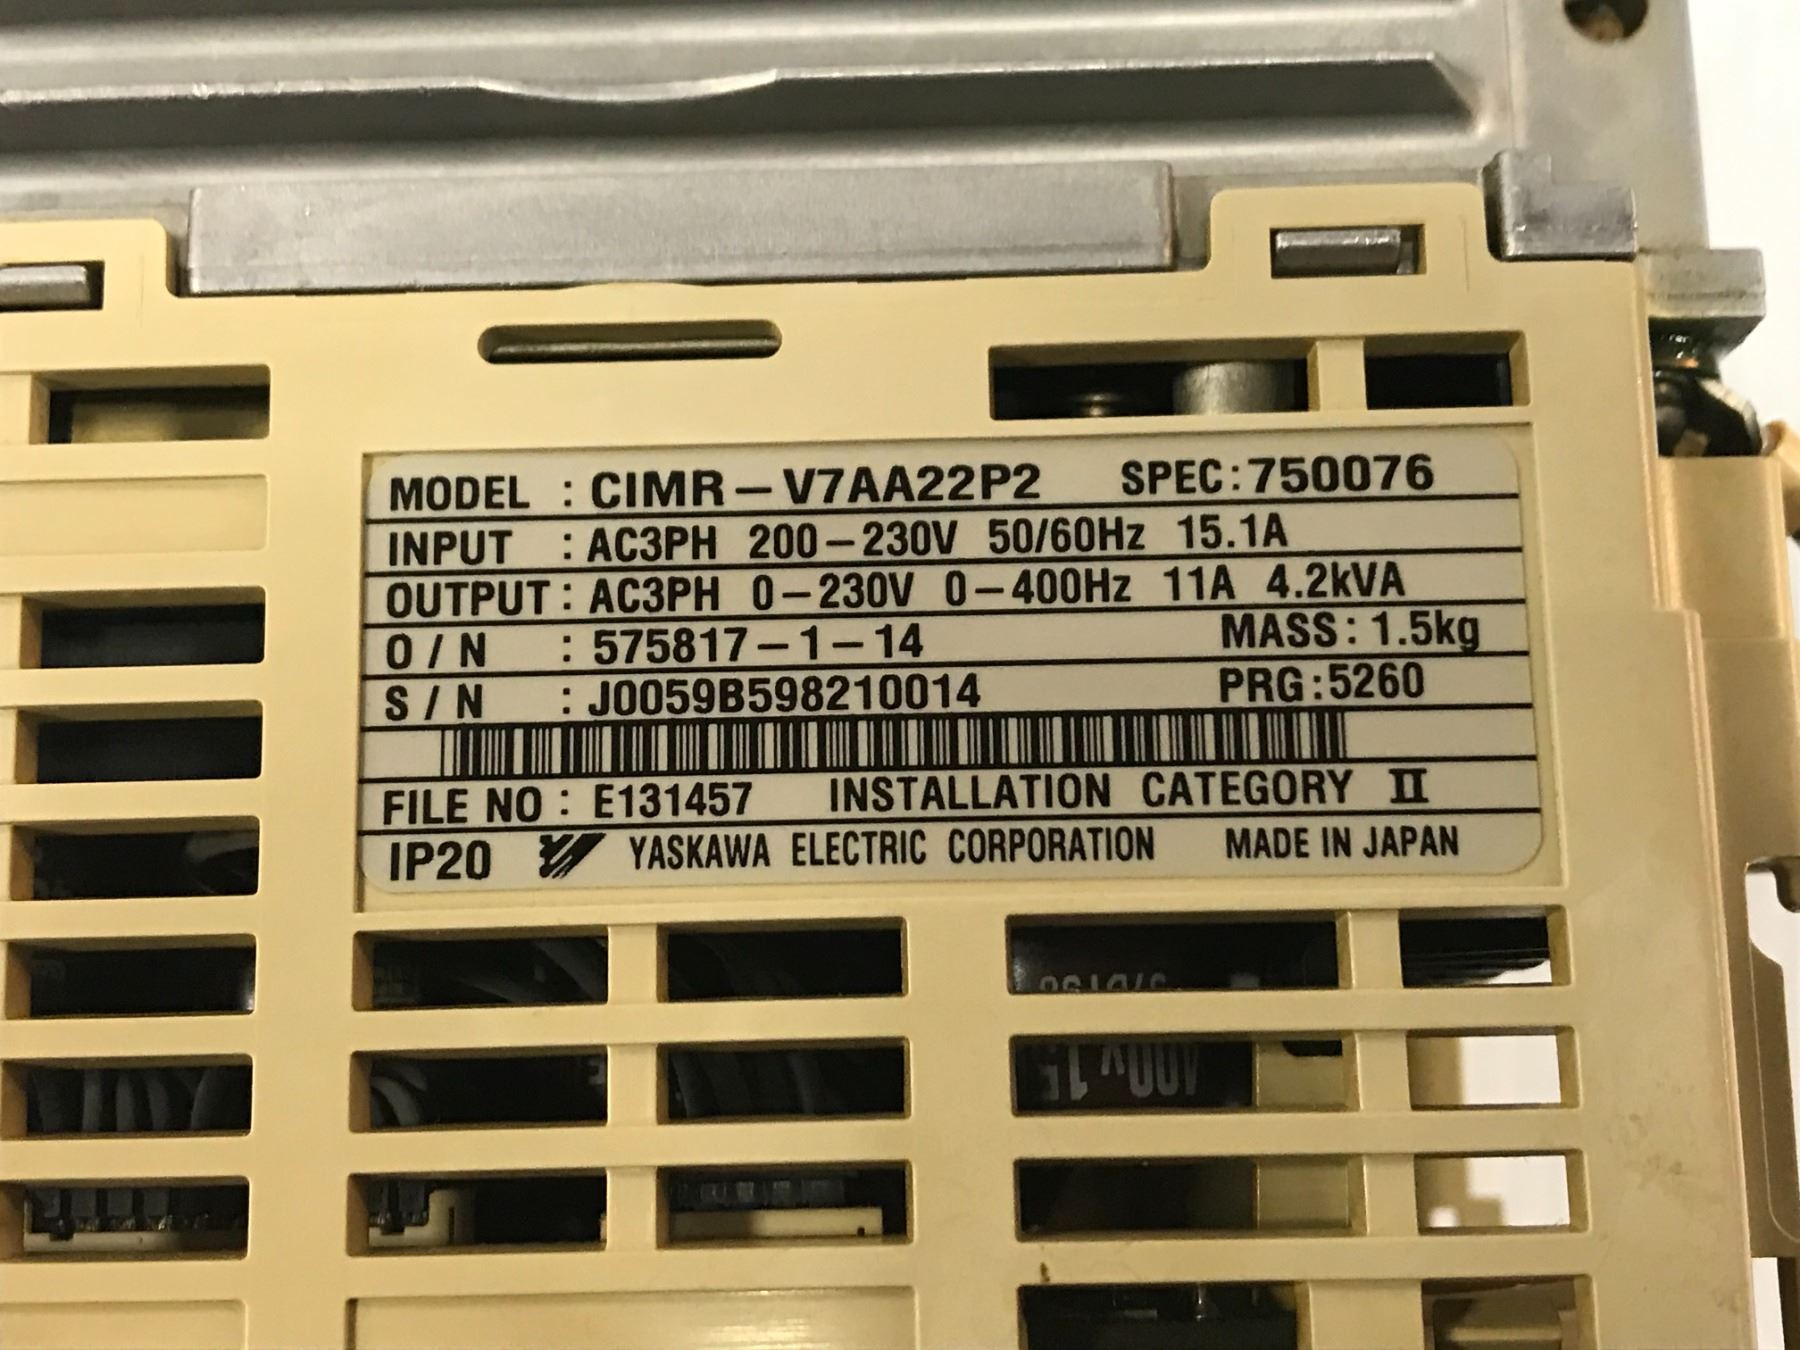 MODEL : CIMR-V7AA22P2 SPEC:750076
INPUT : AC3PH 200-230V 50/60Hz 15.1A
OUTPUT : AC3PH 0-230V 0-400Hz 11A 4.2kVA
O/N : 575817-1-14 MASS: 1.5kg
S/N : J0059B598210014 PRG:5260
FILE NO : E131457 INSTALLATION CATEGORY II
IP20 YASKAWA ELECTRIC CORPORATION MADE IN JAPAN
400V 15